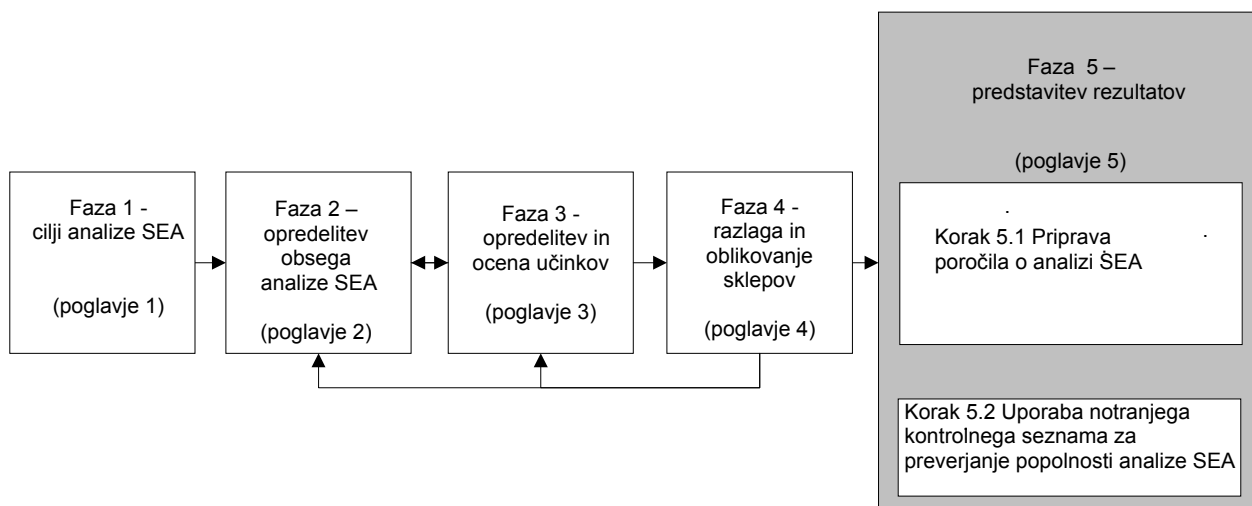 Faza 1 -
cilji analize SEA
(poglavje 1)
Faza 2 –
opredelitev
obsega
analize SEA
(poglavje 2)
Faza 3 -
opredelitev in
ocena učinkov
(poglavje 3)
Faza 4 -
razlaga in
oblikovanje
sklepov
(poglavje 4)
Faza 5 –
predstavitev rezultatov
(poglavje 5)
Korak 5.1 Priprava
poročila o analizi SEA
Korak 5.2 Uporaba notranjega
kontrolnega seznama za
preverjanje popolnosti analize SEA